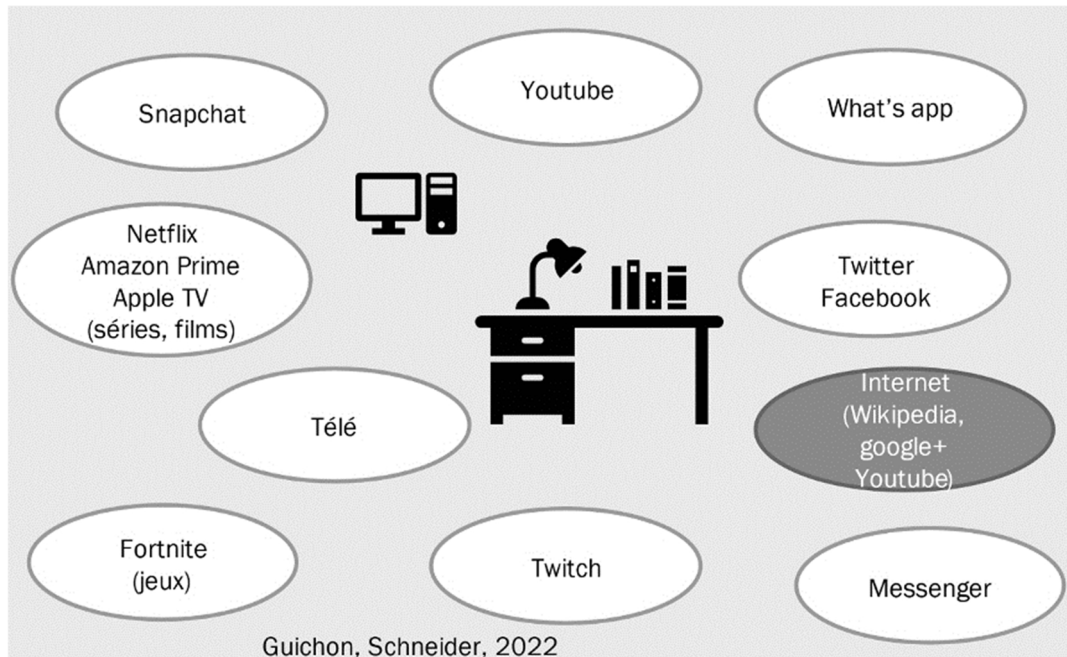 Snapchat
Youtube
What's app
Netflix
Amazon Prime
Apple TV
(séries, films)
Twitter
Facebook
Télé
Internet
(Wikipedia,
google+
Youtube)
Fortnite
(jeux)
Twitch
Messenger
Guichon, Schneider, 2022